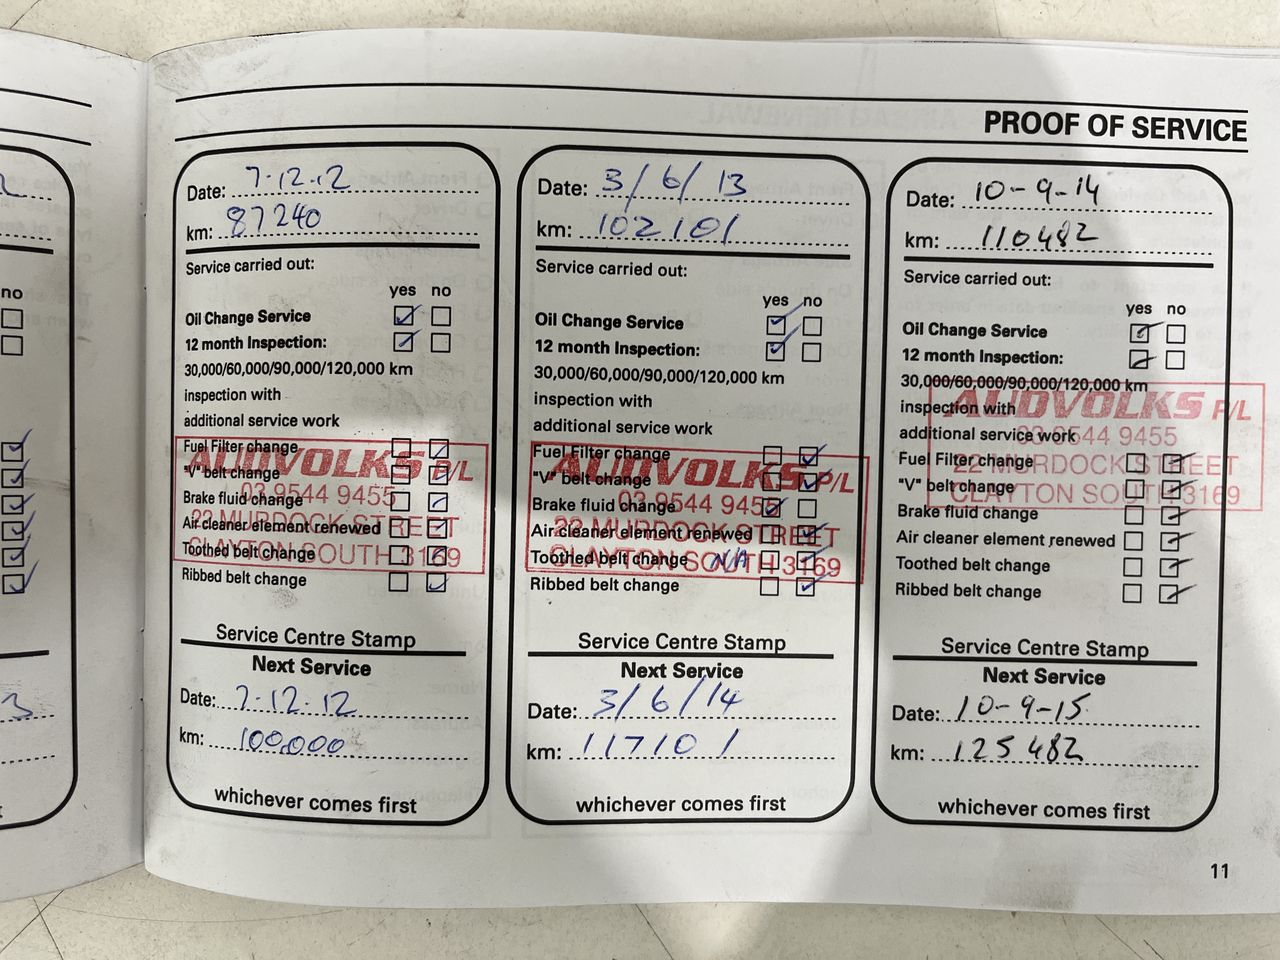 PROOF OF SERVICE
Date: 7.12.12
km: 87240
Service carried out:
yes no
Oil Change Service
12 month Inspection:
30,000/60,000/90,000/120,000 km
inspection with
additional service work
Fuel Filter change
"V" belt change
Brake fluid change
Air cleaner element renewed
Toothed belt change
Ribbed belt change
AUDVOLKS P/L
03 9544 9455
22 MURDOCK STREET
CLAYTON SOUTH 3169
Service Centre Stamp
Next Service
Date: 7.12.12
km: 100,000
whichever comes first
Date: 3/6/13
km: 102101
Service carried out:
yes no
Oil Change Service
12 month Inspection:
30,000/60,000/90,000/120,000 km
inspection with
additional service work
Fuel Filter change
"V" belt change
Brake fluid change
Air cleaner element renewed
Toothed belt change N/A
Ribbed belt change
AUDVOLKS P/L
03 9544 9455
22 MURDOCK STREET
CLAYTON SOUTH 3169
Service Centre Stamp
Next Service
Date: 3/6/14
km: 117101
whichever comes first
Date: 10-9-14
km: 110482
Service carried out:
yes no
Oil Change Service
12 month Inspection:
30,000/60,000/90,000/120,000 km
inspection with
additional service work
Fuel Filter change
"V" belt change
Brake fluid change
Air cleaner element renewed
Toothed belt change
Ribbed belt change
AUDVOLKS P/L
03 9544 9455
22 MURDOCK STREET
CLAYTON SOUTH 3169
Service Centre Stamp
Next Service
Date: 10-9-15
km: 125482
whichever comes first
11
no